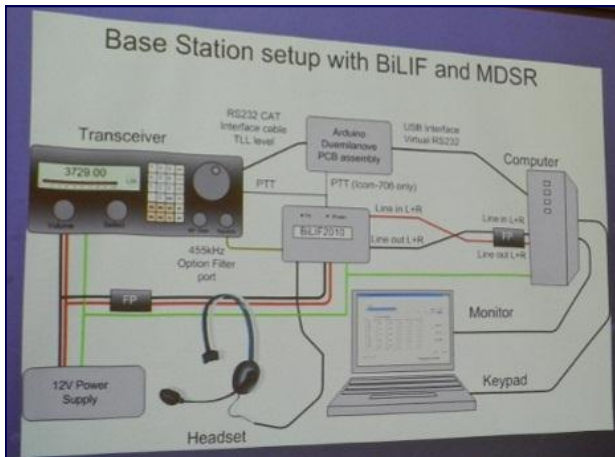 Base Station setup with BiLIF and MDSR
RS232 CAT
Interface cable
TLL level
Arduino
Duemilanove
PCB assembly
USB Interface
Virtual RS232
Transceiver
Computer
3729.00
PTT
PTT (Icom-706 only)
Line in L+R
Line in L+R
BiLIF2010
FP
Volume
Select
Line out L+R
Line out L+R
455kHz
Option Filter
port
FP
Monitor
12V Power
Supply
Keypad
Headset